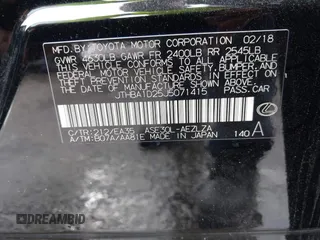 MFD.BY:TOYOTA MOTOR CORPORATION 02/18
GVWR 4630LB GAWR FR 2400LB RR 2545LB
THIS VEHICLE CONFORMS TO ALL APPLICABLE
FEDERAL MOTOR VEHICLE SAFETY, BUMPER, AND
THEFT PREVENTION STANDARDS IN EFFECT ON
THE DATE OF MANUFACTURE SHOWN ABOVE.
JTHBA1D25J5071415 PASS.CAR
C/TR:212/EA35 ASE30L-AEZLZA
A/TM:B07A/AA81E MADE IN JAPAN 140 A
DREAMBID